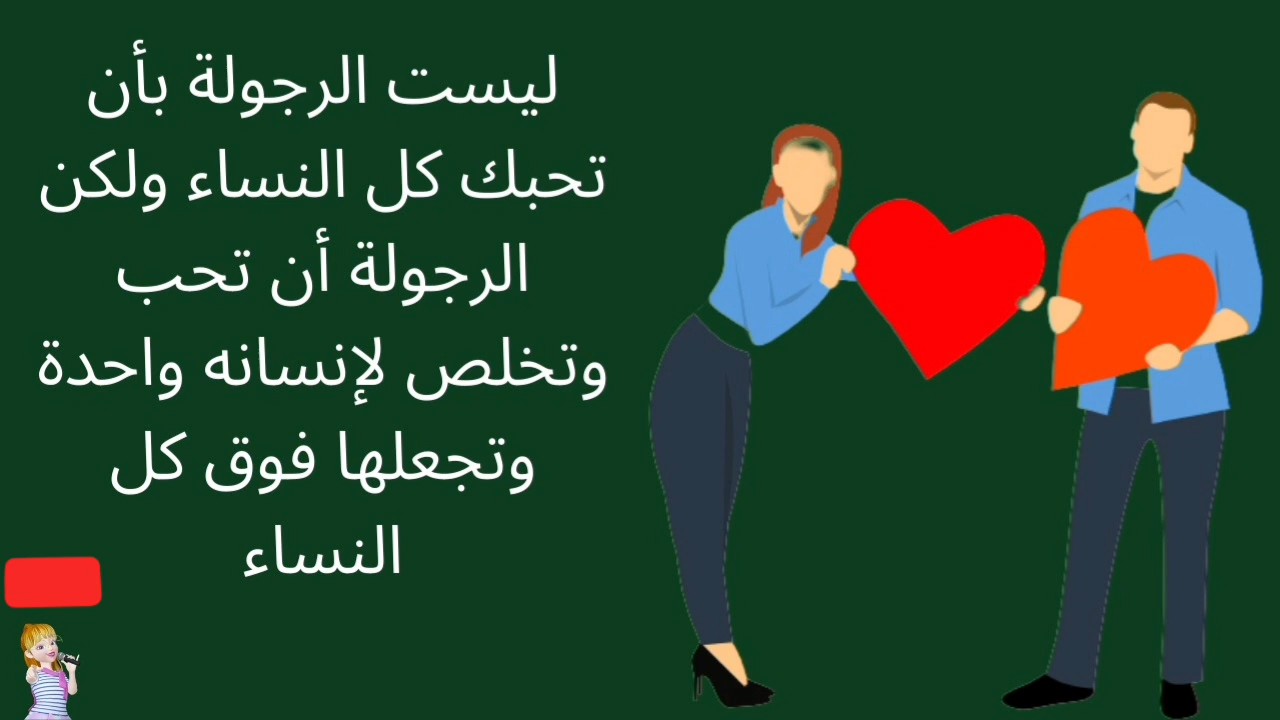 ليست الرجولة بأن
تحبك كل النساء ولكن
الرجولة أن تحب
وتخلص لإنسانه واحدة
وتجعلها فوق كل
النساء